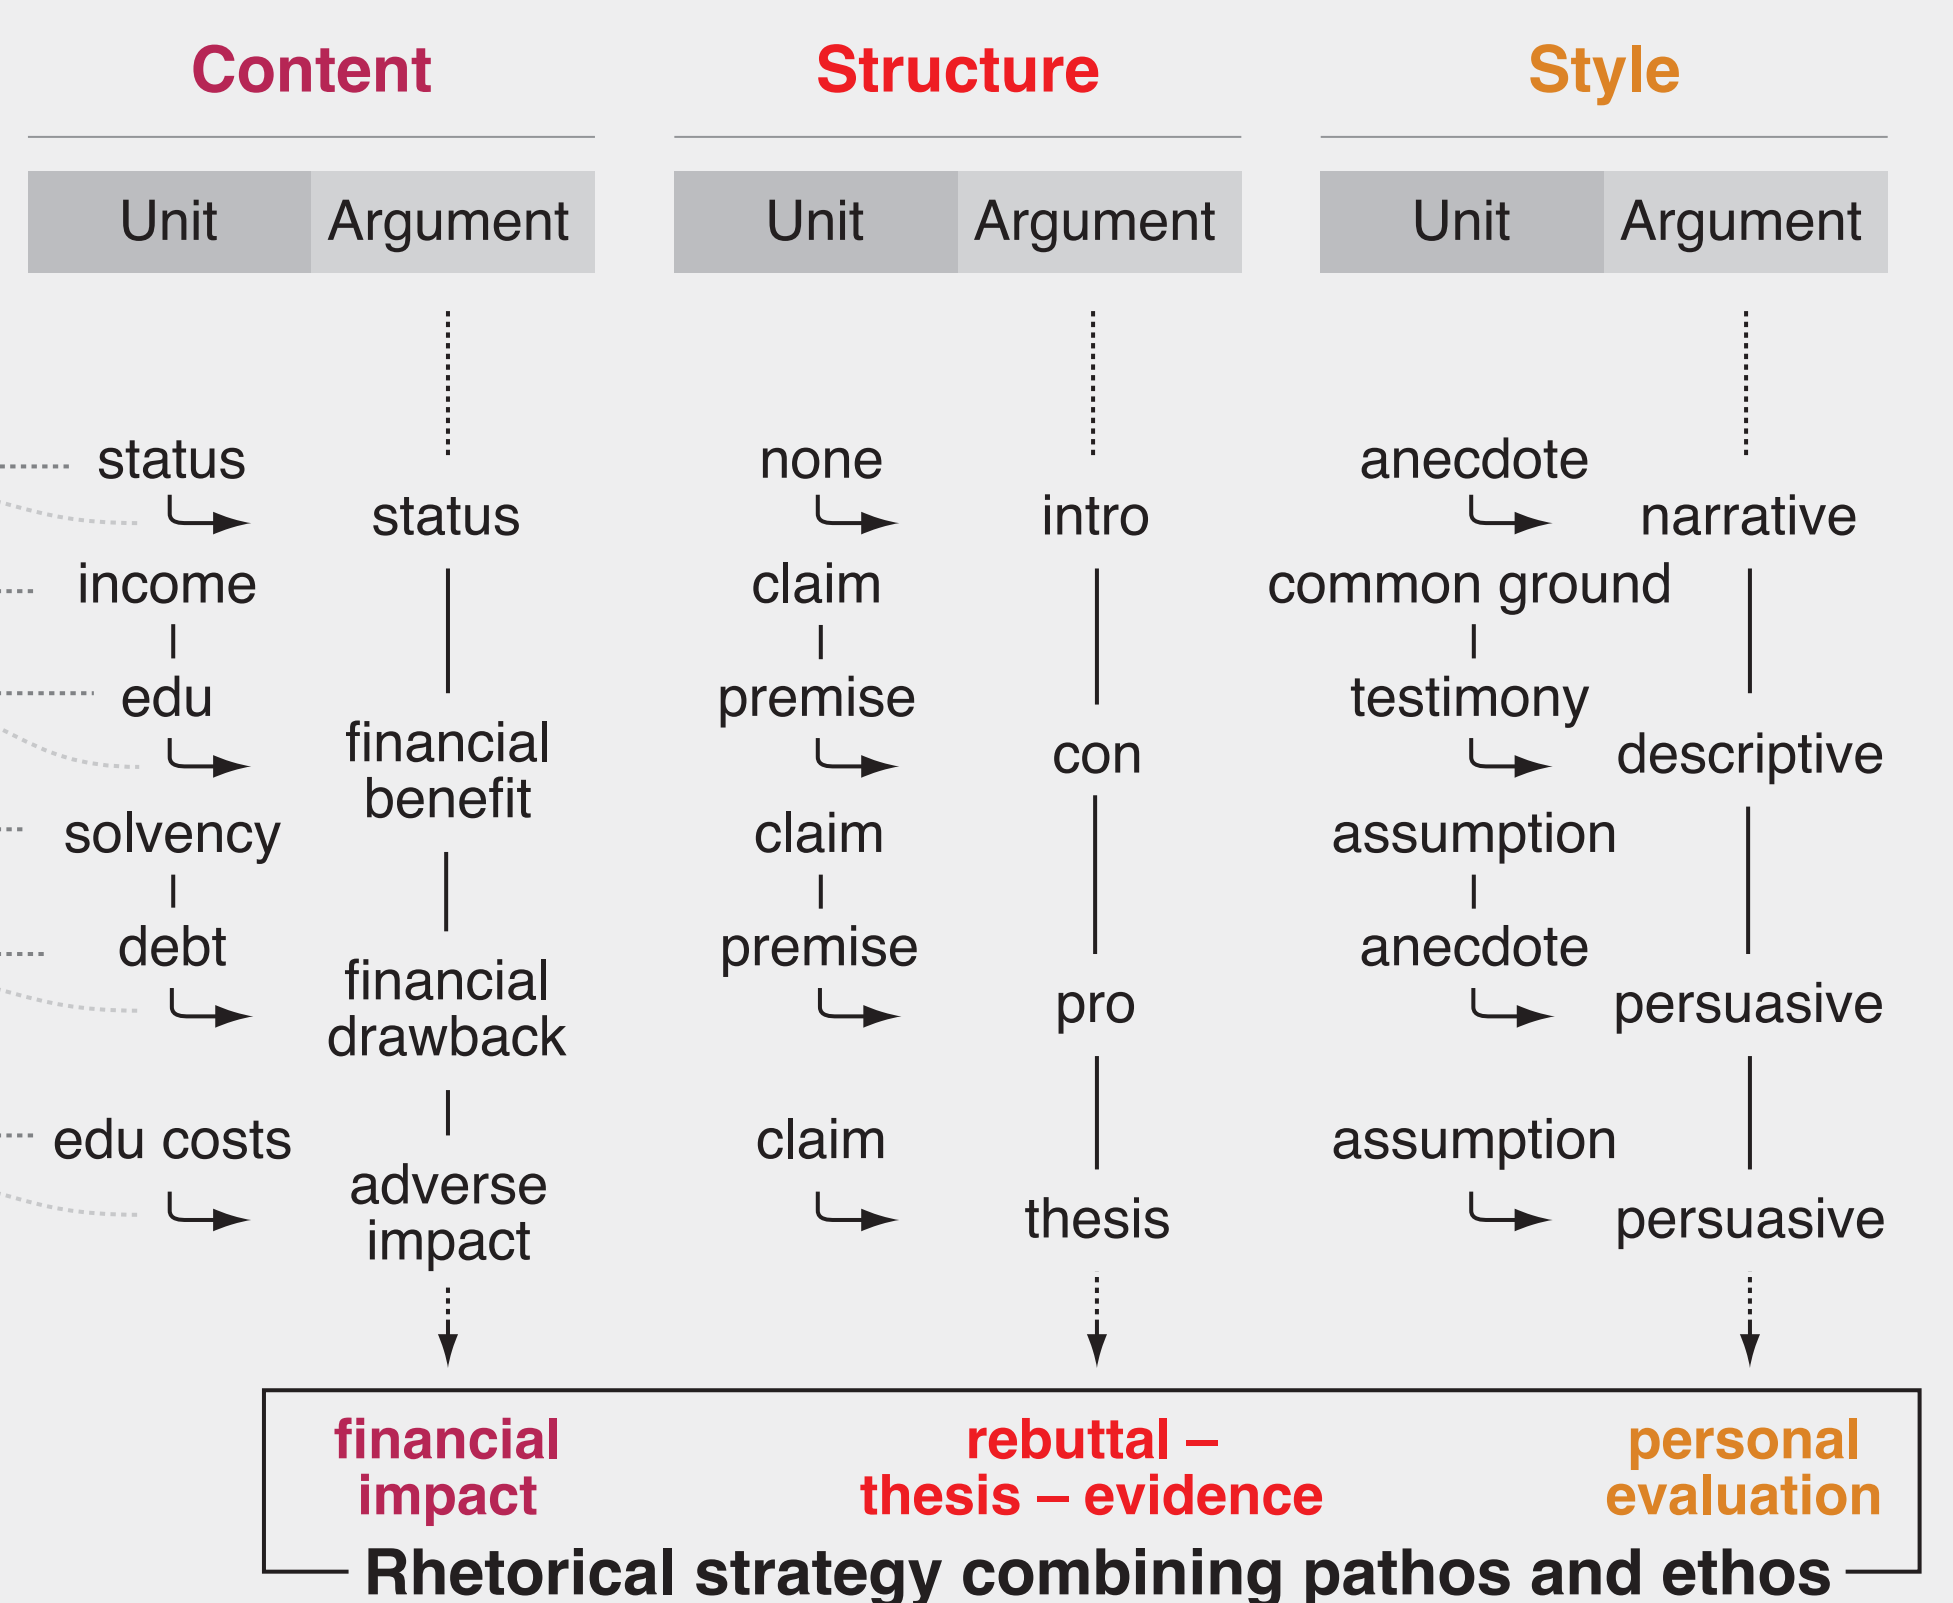 Content Structure Style
Unit Argument Unit Argument Unit Argument
status none anecdote
status intro narrative
income claim common ground
edu premise testimony
financial
benefit con descriptive
solvency claim assumption
debt premise anecdote
financial
drawback pro persuasive
edu costs claim assumption
adverse
impact thesis persuasive
financial rebuttal – personal
impact thesis – evidence evaluation
Rhetorical strategy combining pathos and ethos